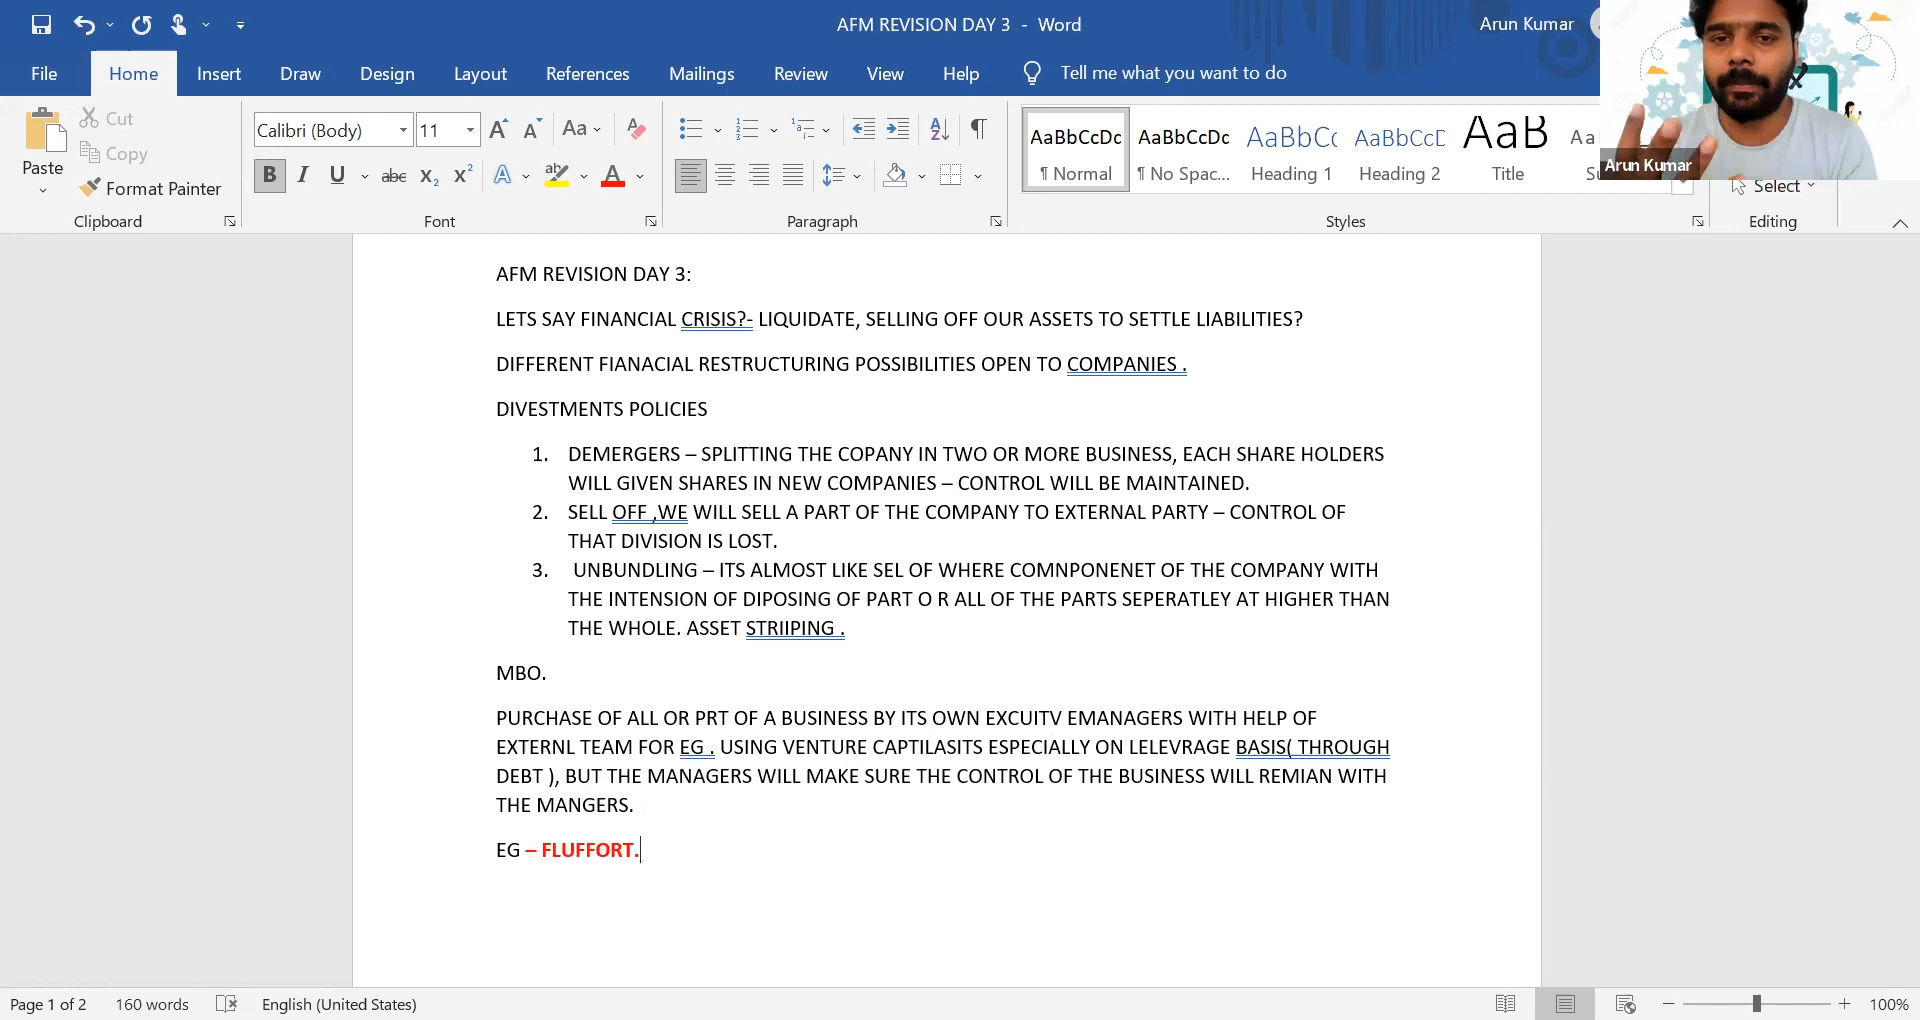 AFM REVISION DAY 3 - Word
Arun Kumar
File Home Insert Draw Design Layout References Mailings Review View Help Tell me what you want to do
Paste
Cut
Copy
Format Painter
Clipboard
Calibri (Body) 11
Font
Paragraph
AaBbCcDc AaBbCcDc AaBbCc AaBbCcE AaB Aa
¶ Normal ¶ No Spac... Heading 1 Heading 2 Title
Styles
Arun Kumar
Select
Editing
AFM REVISION DAY 3:
LETS SAY FINANCIAL CRISIS?- LIQUIDATE, SELLING OFF OUR ASSETS TO SETTLE LIABILITIES?
DIFFERENT FIANACIAL RESTRUCTURING POSSIBILITIES OPEN TO COMPANIES .
DIVESTMENTS POLICIES
1. DEMERGERS – SPLITTING THE COPANY IN TWO OR MORE BUSINESS, EACH SHARE HOLDERS
WILL GIVEN SHARES IN NEW COMPANIES – CONTROL WILL BE MAINTAINED.
2. SELL OFF ,WE WILL SELL A PART OF THE COMPANY TO EXTERNAL PARTY – CONTROL OF
THAT DIVISION IS LOST.
3. UNBUNDLING – ITS ALMOST LIKE SEL OF WHERE COMNPONENET OF THE COMPANY WITH
THE INTENSION OF DIPOSING OF PART O R ALL OF THE PARTS SEPERATLEY AT HIGHER THAN
THE WHOLE. ASSET STRIIPING .
MBO.
PURCHASE OF ALL OR PRT OF A BUSINESS BY ITS OWN EXCUITV EMANAGERS WITH HELP OF
EXTERNL TEAM FOR EG . USING VENTURE CAPTILASITS ESPECIALLY ON LELEVRAGE BASIS( THROUGH
DEBT ), BUT THE MANAGERS WILL MAKE SURE THE CONTROL OF THE BUSINESS WILL REMIAN WITH
THE MANGERS.
EG – FLUFFORT.
Page 1 of 2 160 words English (United States) 100%